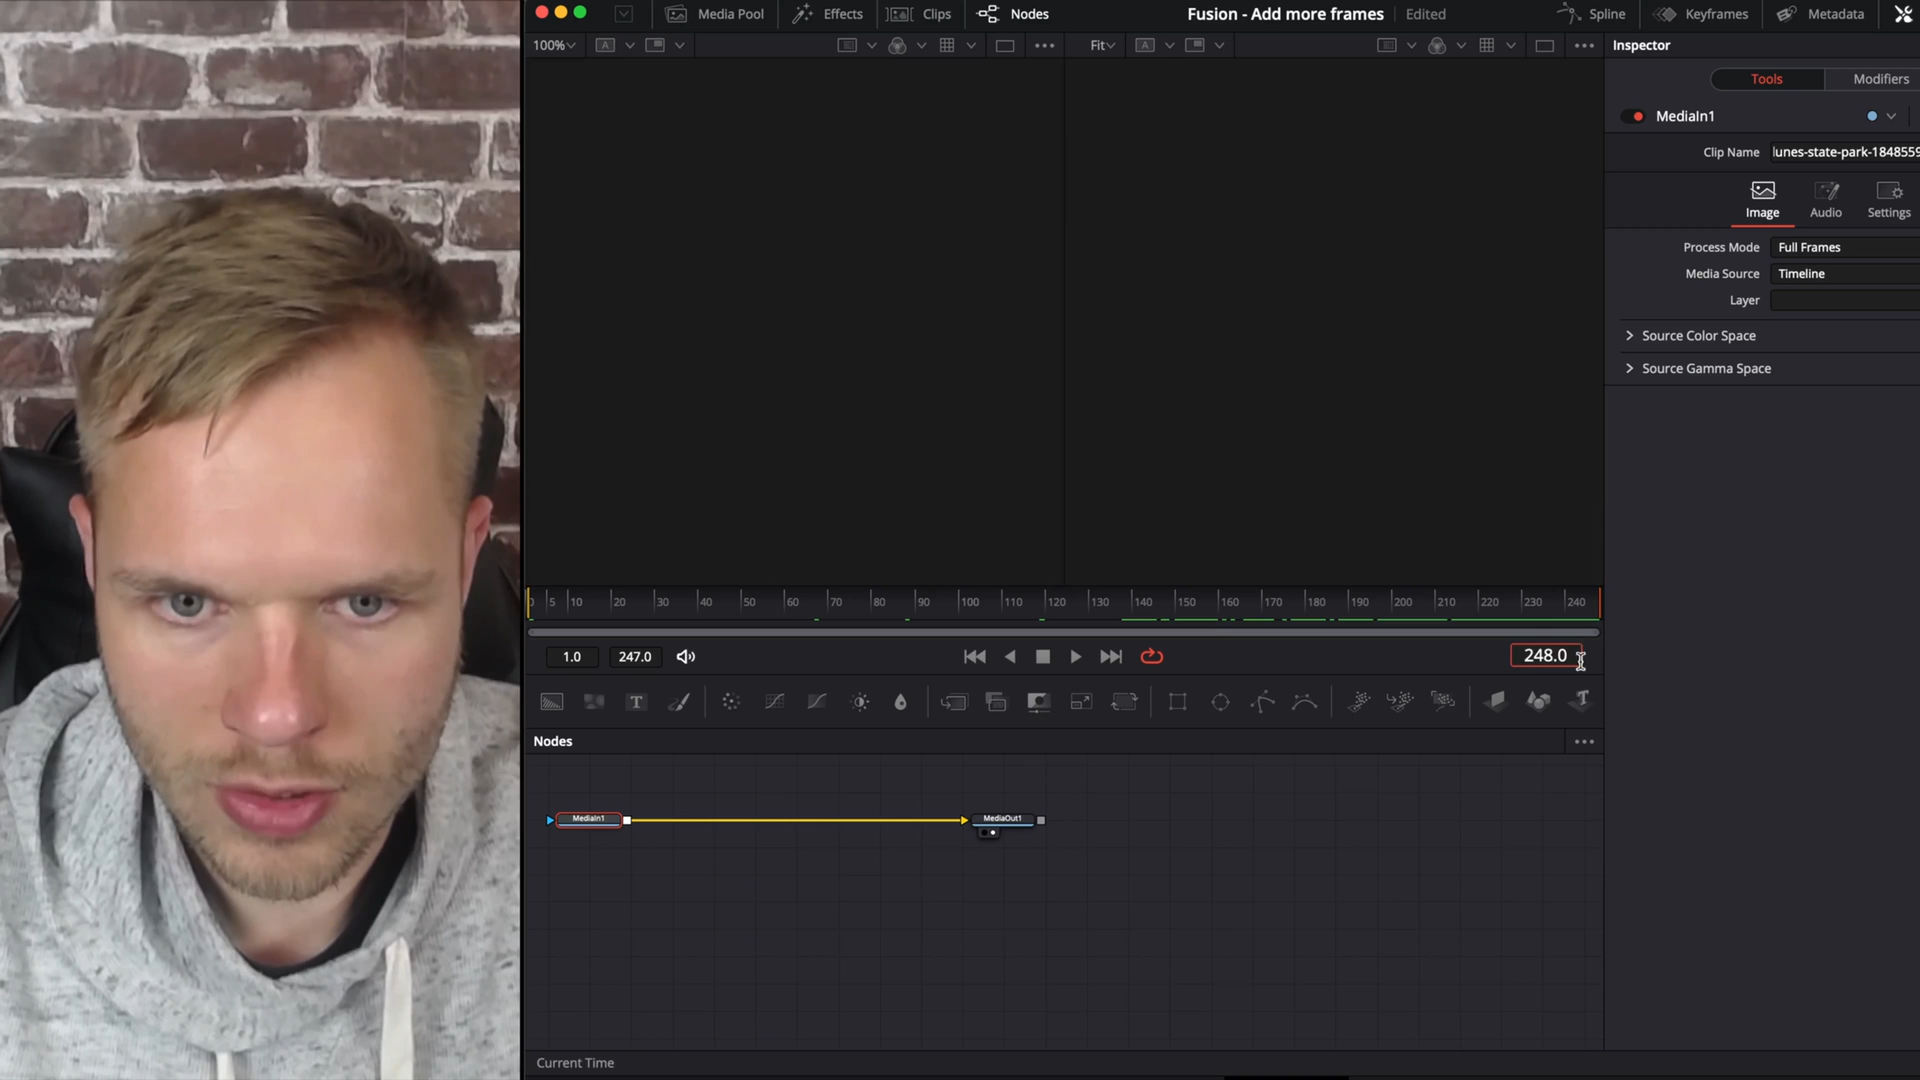 Media Pool Effects Clips Nodes Fusion - Add more frames Edited Spline Keyframes Metadata
100% A Fit A Inspector
Tools Modifiers
MediaIn1
Clip Name lunes-state-park-1848559
Image Audio Settings
Process Mode Full Frames
Media Source Timeline
Layer
Source Color Space
Source Gamma Space
0 5 10 20 30 40 50 60 70 80 90 100 110 120 130 140 150 160 170 180 190 200 210 220 230 240
1.0 247.0 248.0
T T
Nodes
MediaIn1 MediaOut1
Current Time